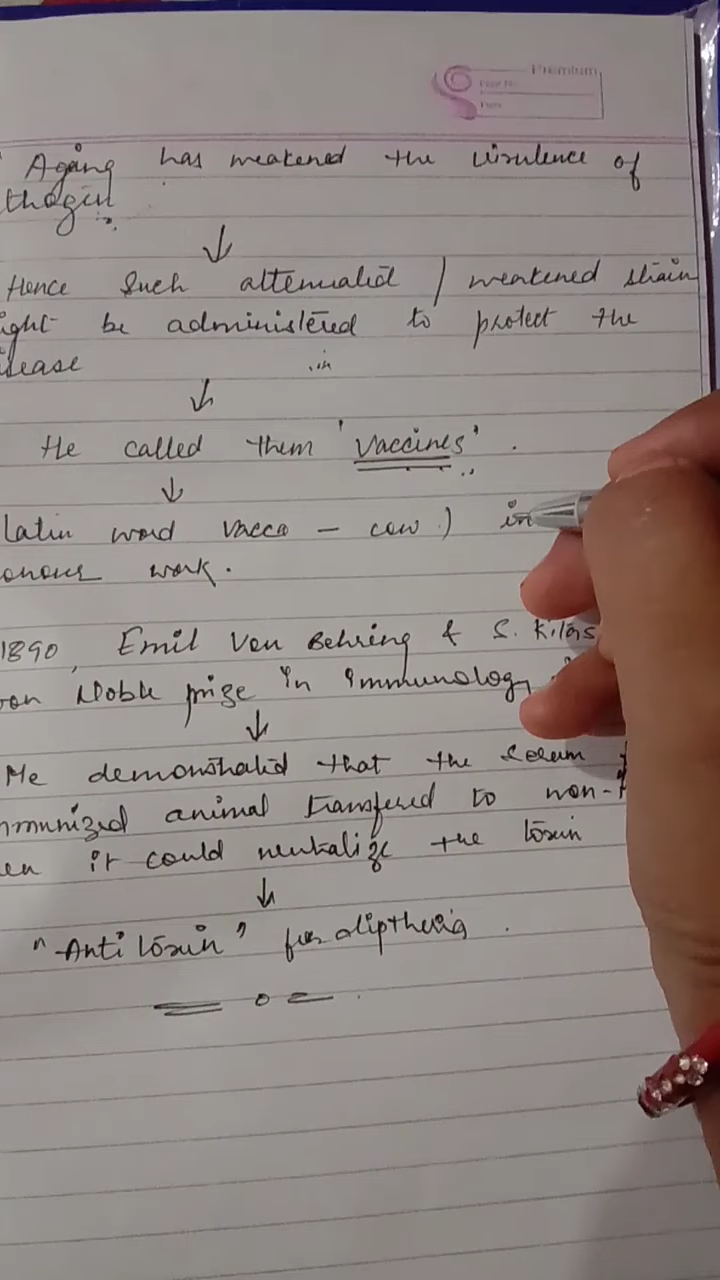 Premium
Ageing has weakened the virulence of
thogen
↓
Hence such attenuated / weakened strain
ight be administered to protect the
isease
↓
He called them 'Vaccines'.
↓
Latin word vacca - cow) in
onour work.
1890, Emil Von Behring & S. Kitas
on Noble prize in immunology
↓
He demonstrated that the serum
mmunized animal transfered to non-i
en it could neutralize the toxin
↓
"Anti toxin" for diptheria.